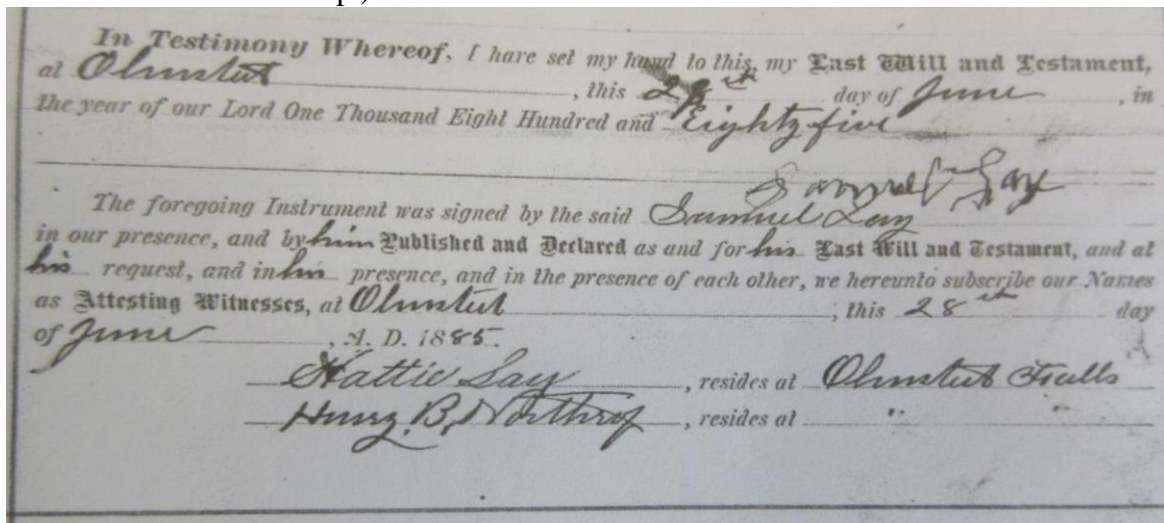 In Testimony Whereof, I have set my hand to this, my Last Will and Testament,
at Olmsted, this 28th day of June, in
the year of our Lord One Thousand Eight Hundred and Eighty five
Samuel Lay
The foregoing Instrument was signed by the said Samuel Lay
in our presence, and by him Published and Declared as and for his Last Will and Testament, and at
his request, and in his presence, and in the presence of each other, we hereunto subscribe our Names
as Attesting Witnesses, at Olmsted; this 28th day
of June, A. D. 1885.
Hattie Lay, resides at Olmsted Falls
Henry. B. Northrop, resides at " "